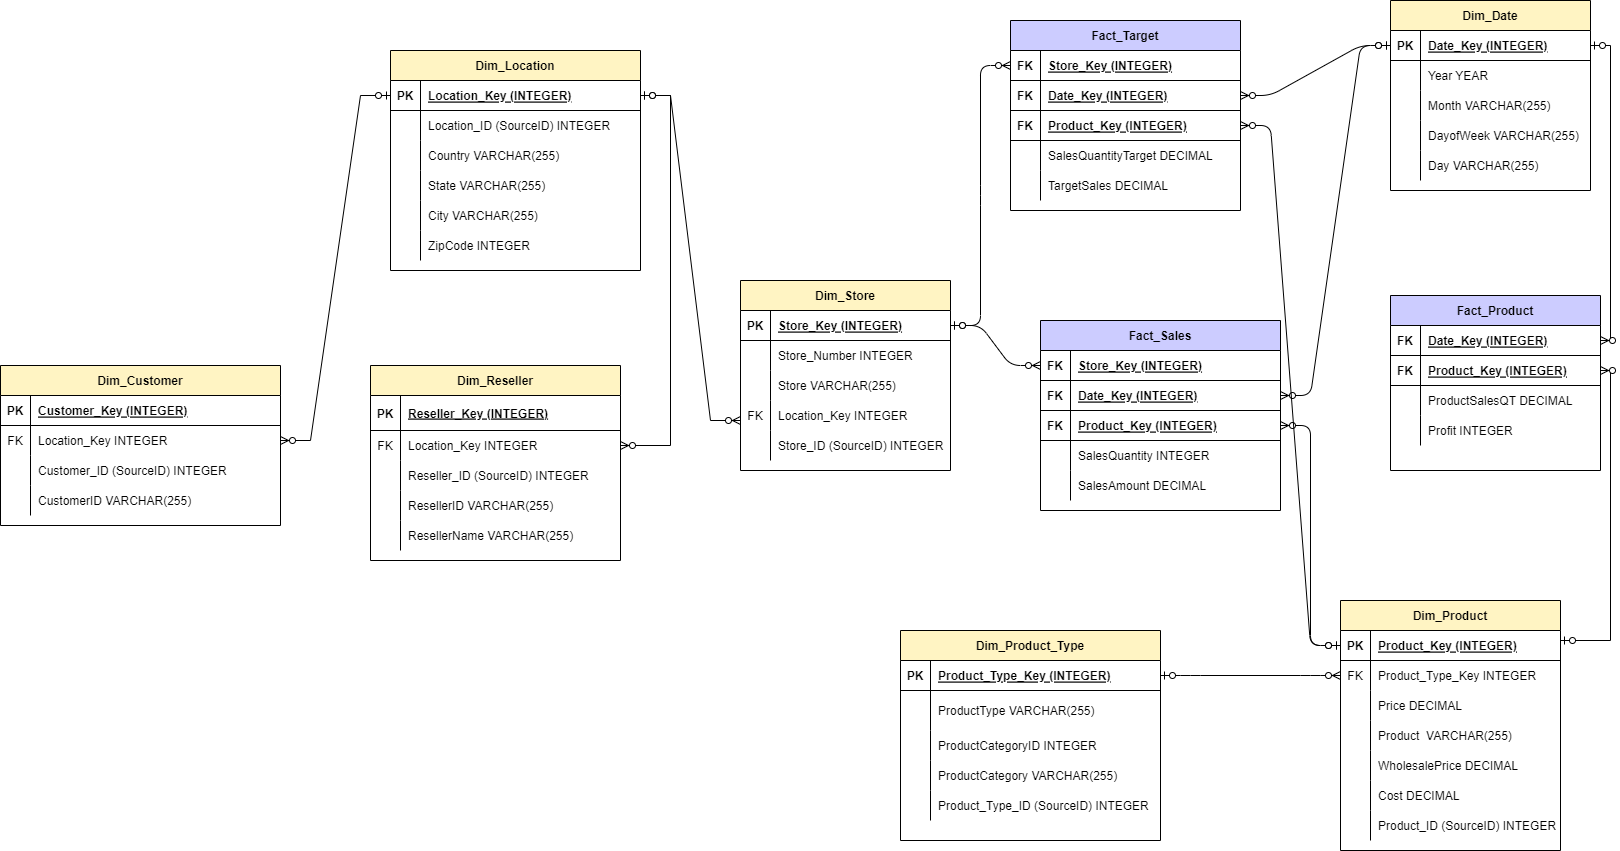 Dim_Date
PK Date_Key (INTEGER)
Year YEAR
Month VARCHAR(255)
DayofWeek VARCHAR(255)
Day VARCHAR(255)
Fact_Target
FK Store_Key (INTEGER)
FK Date_Key (INTEGER)
FK Product_Key (INTEGER)
SalesQuantityTarget DECIMAL
TargetSales DECIMAL
Dim_Location
PK Location_Key (INTEGER)
Location_ID (SourceID) INTEGER
Country VARCHAR(255)
State VARCHAR(255)
City VARCHAR(255)
ZipCode INTEGER
Dim_Store
PK Store_Key (INTEGER)
Store_Number INTEGER
Store VARCHAR(255)
FK Location_Key INTEGER
Store_ID (SourceID) INTEGER
Fact_Product
FK Date_Key (INTEGER)
FK Product_Key (INTEGER)
ProductSalesQT DECIMAL
Profit INTEGER
Fact_Sales
FK Store_Key (INTEGER)
FK Date_Key (INTEGER)
FK Product_Key (INTEGER)
SalesQuantity INTEGER
SalesAmount DECIMAL
Dim_Customer
PK Customer_Key (INTEGER)
FK Location_Key INTEGER
Customer_ID (SourceID) INTEGER
CustomerID VARCHAR(255)
Dim_Reseller
PK Reseller_Key (INTEGER)
FK Location_Key INTEGER
Reseller_ID (SourceID) INTEGER
ResellerID VARCHAR(255)
ResellerName VARCHAR(255)
Dim_Product_Type
PK Product_Type_Key (INTEGER)
ProductType VARCHAR(255)
ProductCategoryID INTEGER
ProductCategory VARCHAR(255)
Product_Type_ID (SourceID) INTEGER
Dim_Product
PK Product_Key (INTEGER)
FK Product_Type_Key INTEGER
Price DECIMAL
Product VARCHAR(255)
WholesalePrice DECIMAL
Cost DECIMAL
Product_ID (SourceID) INTEGER